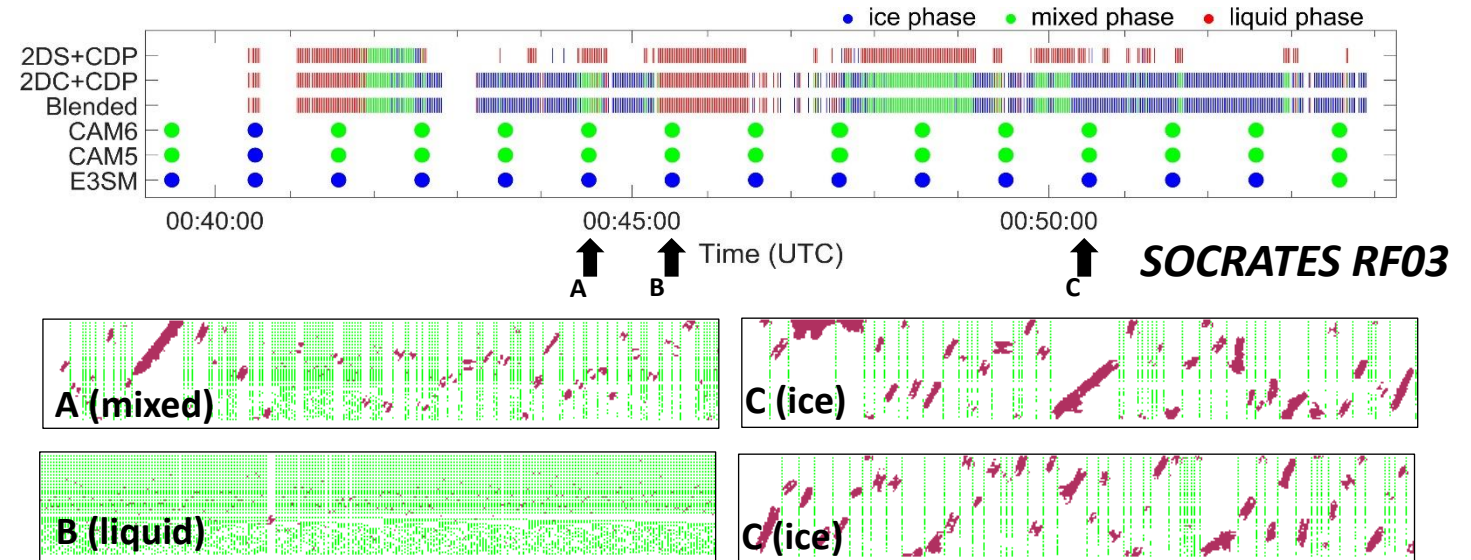 ice phase mixed phase liquid phase
2DS+CDP
2DC+CDP
Blended
CAM6
CAM5
E3SM
00:40:00 00:45:00 00:50:00
Time (UTC)
A B C
SOCRATES RF03
A (mixed) C (ice)
B (liquid) C (ice)